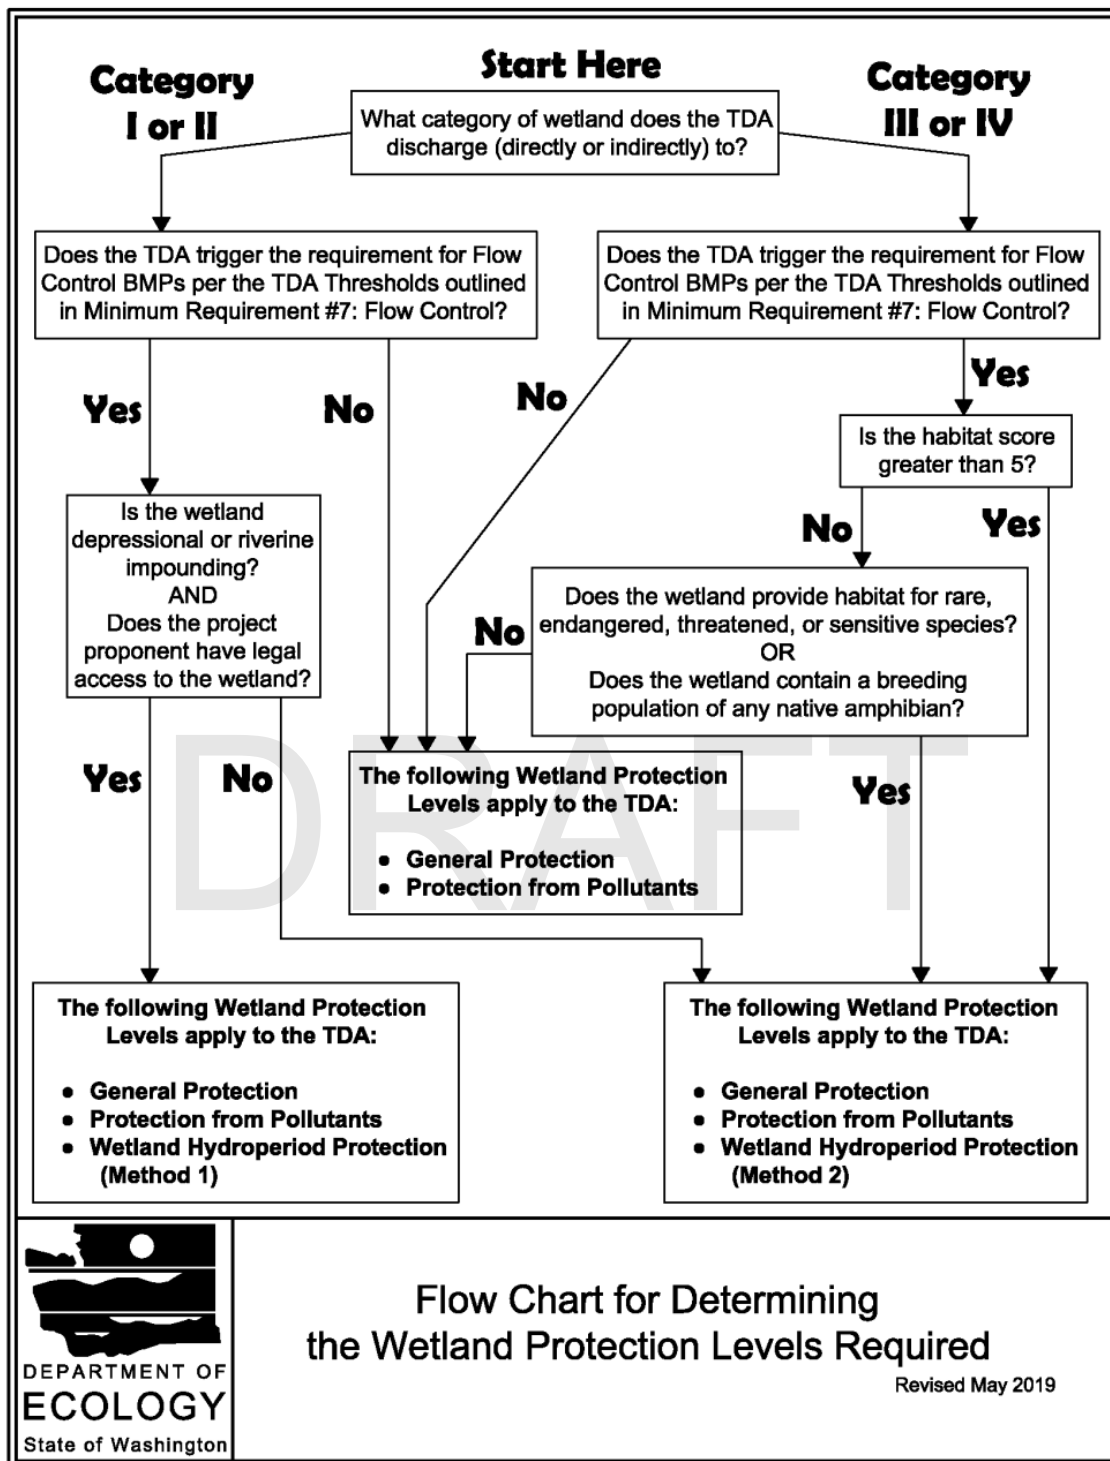 Start Here
Category
I or II
Category
III or IV
What category of wetland does the TDA
discharge (directly or indirectly) to?
Does the TDA trigger the requirement for Flow
Control BMPs per the TDA Thresholds outlined
in Minimum Requirement #7: Flow Control?
Does the TDA trigger the requirement for Flow
Control BMPs per the TDA Thresholds outlined
in Minimum Requirement #7: Flow Control?
Yes
No
No
Yes
Is the habitat score
greater than 5?
Is the wetland
depressional or riverine
impounding?
AND
Does the project
proponent have legal
access to the wetland?
No
Yes
Does the wetland provide habitat for rare,
endangered, threatened, or sensitive species?
OR
Does the wetland contain a breeding
population of any native amphibian?
No
Yes
No
Yes
DRAFT
The following Wetland Protection
Levels apply to the TDA:
• General Protection
• Protection from Pollutants
The following Wetland Protection
Levels apply to the TDA:
• General Protection
• Protection from Pollutants
• Wetland Hydroperiod Protection
(Method 1)
The following Wetland Protection
Levels apply to the TDA:
• General Protection
• Protection from Pollutants
• Wetland Hydroperiod Protection
(Method 2)
DEPARTMENT OF
ECOLOGY
State of Washington
Flow Chart for Determining
the Wetland Protection Levels Required
Revised May 2019